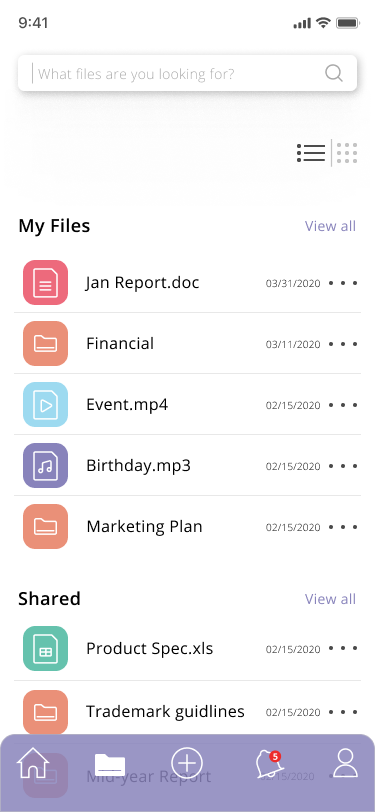 9:41
What files are you looking for?
My Files View all
Jan Report.doc 03/31/2020
Financial 03/11/2020
Event.mp4 02/15/2020
Birthday.mp3 02/15/2020
Marketing Plan 02/15/2020
Shared View all
Product Spec.xls 02/15/2020
Trademark guidlines 02/15/2020
5
Mid-year Report 02/15/2020